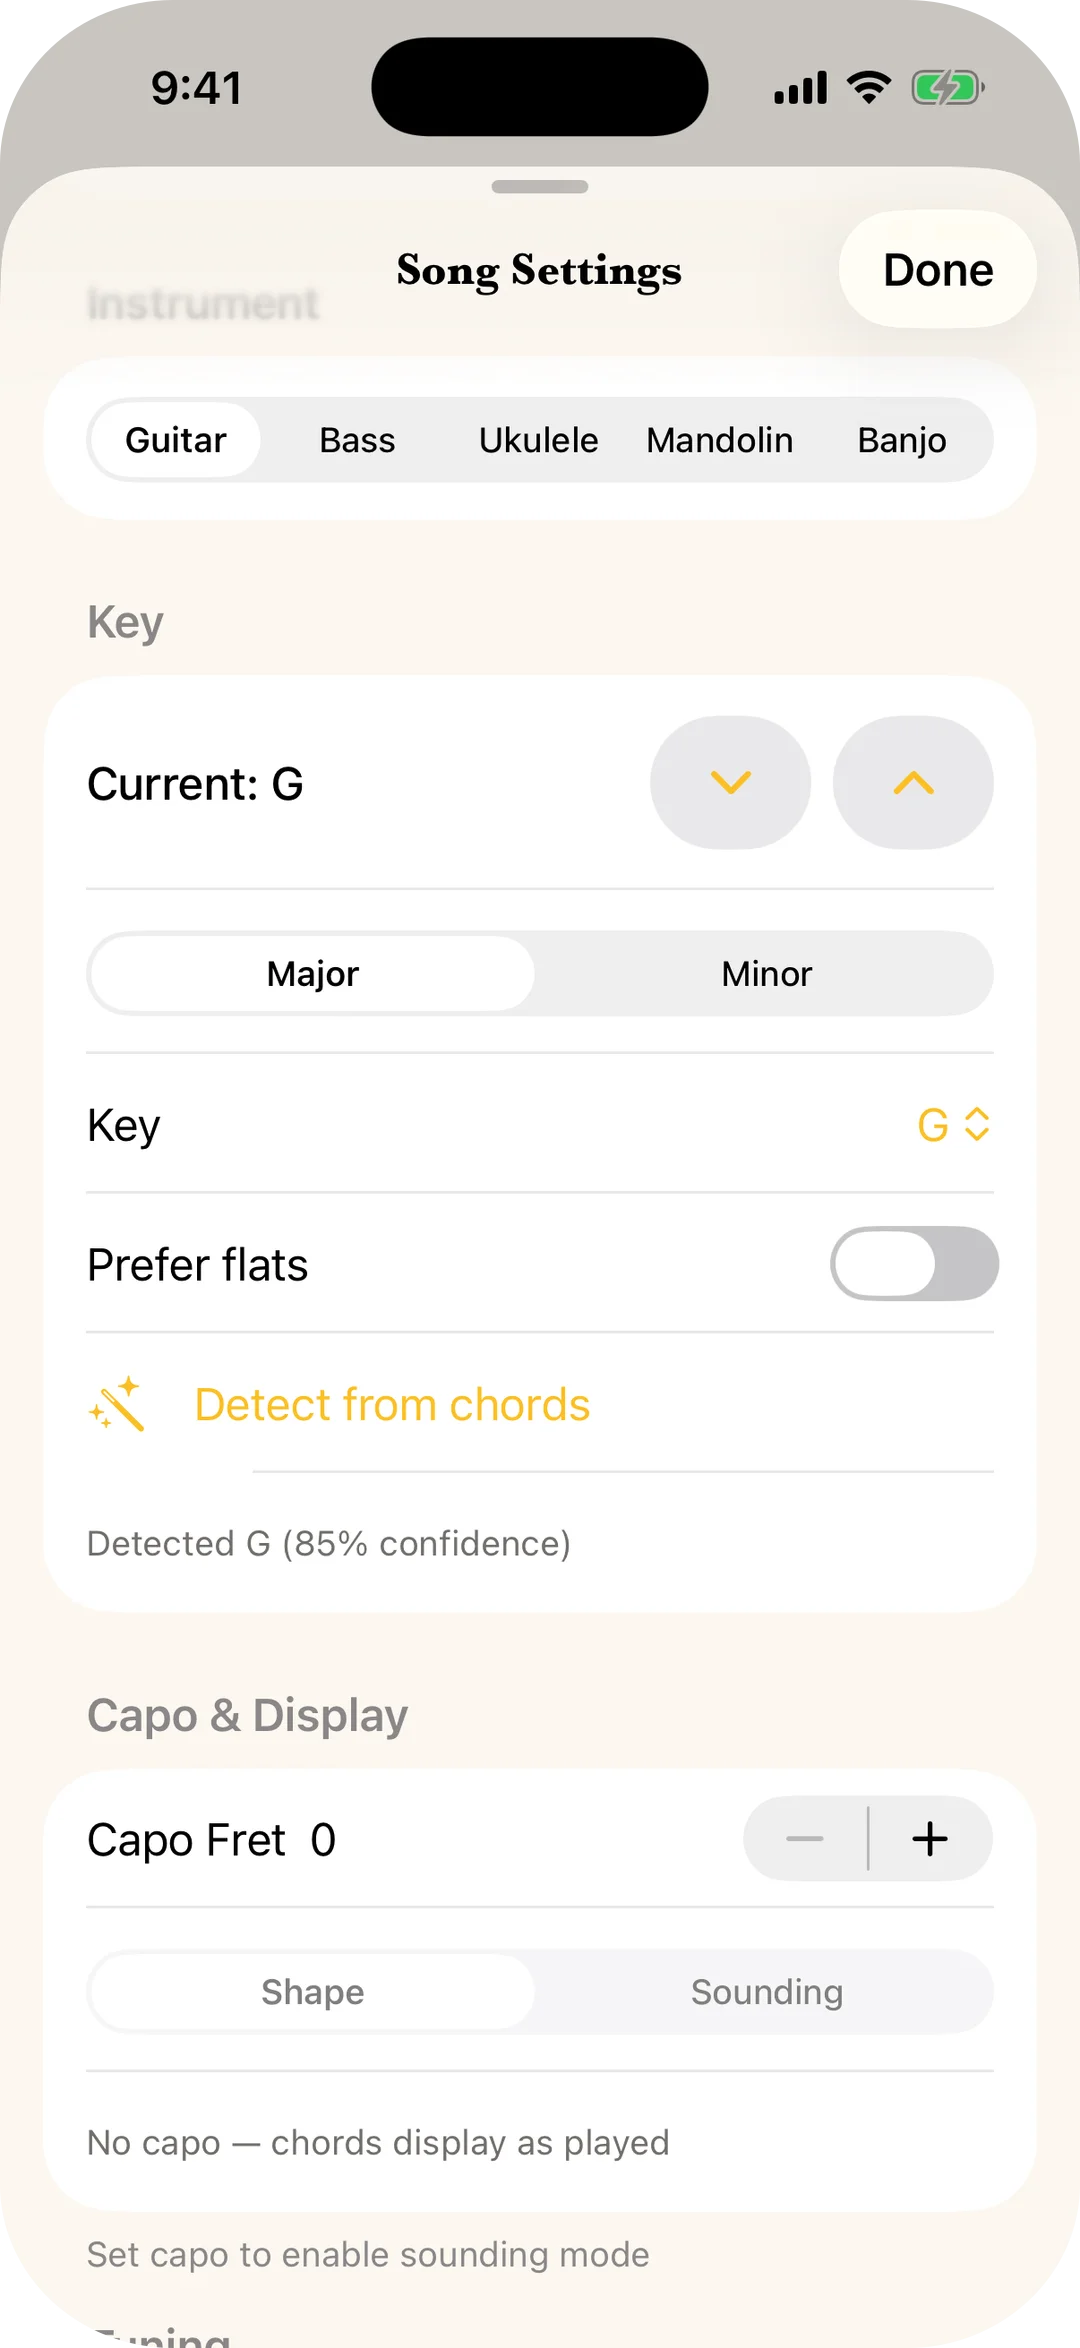 9:41
Song Settings
Done
Instrument
Guitar
Bass
Ukulele
Mandolin
Banjo
Key
Current: G
Major
Minor
Key
G
Prefer flats
Detect from chords
Detected G (85% confidence)
Capo & Display
Capo Fret 0
Shape
Sounding
No capo — chords display as played
Set capo to enable sounding mode
Tuning